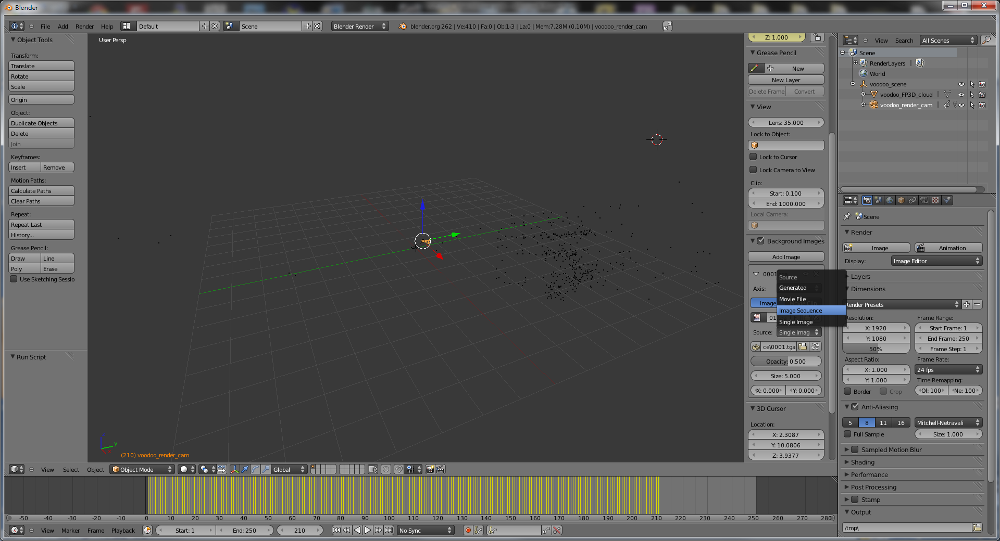 Blender
File Add Render Help Default Scene Blender Render blender.org 262 | Ve:410 | Fa:0 | Ob:1-3 | La:0 | Mem:7.28M (0.10M) | voodoo_render_cam
Object Tools
Transform:
Translate
Rotate
Scale
Origin
Object:
Duplicate Objects
Delete
Join
Keyframes:
Insert Remove
Motion Paths:
Calculate Paths
Clear Paths
Repeat:
Repeat Last
History...
Grease Pencil:
Draw Line
Poly Erase
Use Sketching Sessio
Run Script
User Persp
y
(210) voodoo_render_cam
Z: 1.000
Grease Pencil
New
New Layer
Delete Frame Convert
View
Lens: 35.000
Lock to Object:
Lock to Cursor
Lock Camera to View
Clip:
Start: 0.100
End: 1000.000
Local Camera:
Background Images
Add Image
0001
Axis:
Image
01
Source
Generated
Movie File
Image Sequence
Single Image
Source: Single Imag
ce\0001.tga
Opacity: 0.500
Size: 5.000
X: 0.000 Y: 0.000
3D Cursor
Location:
X: 2.3087
Y: 10.0806
Z: 3.9377
View Search All Scenes
Scene
RenderLayers |
World
voodoo_scene
voodoo_FP3D_cloud |
voodoo_render_cam |
Scene
Render
Image Animation
Display: Image Editor
Layers
Dimensions
Render Presets
Resolution: Frame Range:
X: 1920 Start Frame: 1
Y: 1080 End Frame: 250
50% Frame Step: 1
Aspect Ratio: Frame Rate:
X: 1.000 24 fps
Y: 1.000 Time Remapping:
Border Crop Ol: 100 Ne: 100
Anti-Aliasing
5 8 11 16 Mitchell-Netravali
Full Sample Size: 1.000
Sampled Motion Blur
Shading
Performance
Post Processing
Stamp
Output
/tmp\
View Select Object Object Mode Global
-50 -40 -30 -20 -10 0 10 20 30 40 50 60 70 80 90 100 110 120 130 140 150 160 170 180 190 200 210 220 230 240 250 260 270 280
View Marker Frame Playback Start: 1 End: 250 210 No Sync